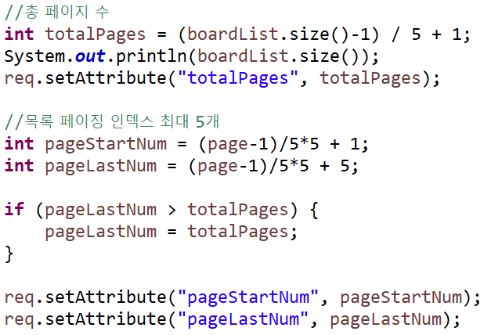 //총 페이지 수
int totalPages = (boardList.size()-1) / 5 + 1;
System.out.println(boardList.size());
req.setAttribute("totalPages", totalPages);
//목록 페이징 인덱스 최대 5개
int pageStartNum = (page-1)/5*5 + 1;
int pageLastNum = (page-1)/5*5 + 5;
if (pageLastNum > totalPages) {
    pageLastNum = totalPages;
}
req.setAttribute("pageStartNum", pageStartNum);
req.setAttribute("pageLastNum", pageLastNum);